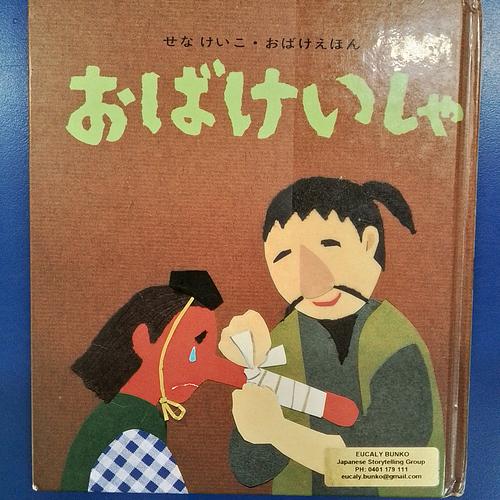 せな けいこ・おばけえほん
おばけいしゃ
EUCALY BUNKO
Japanese Storytelling Group
PH: 0401 179 111
eucaly.bunko@gmail.com